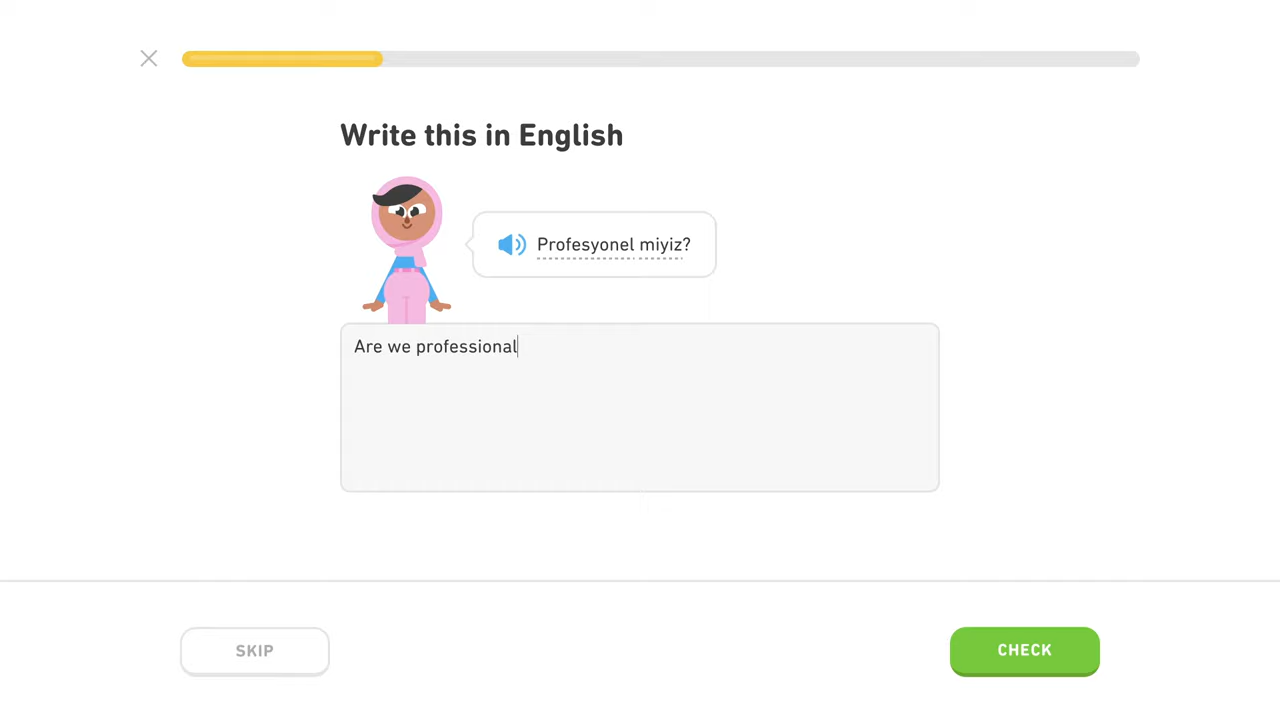 Write this in English
Profesyonel miyiz?
Are we professional
SKIP
CHECK